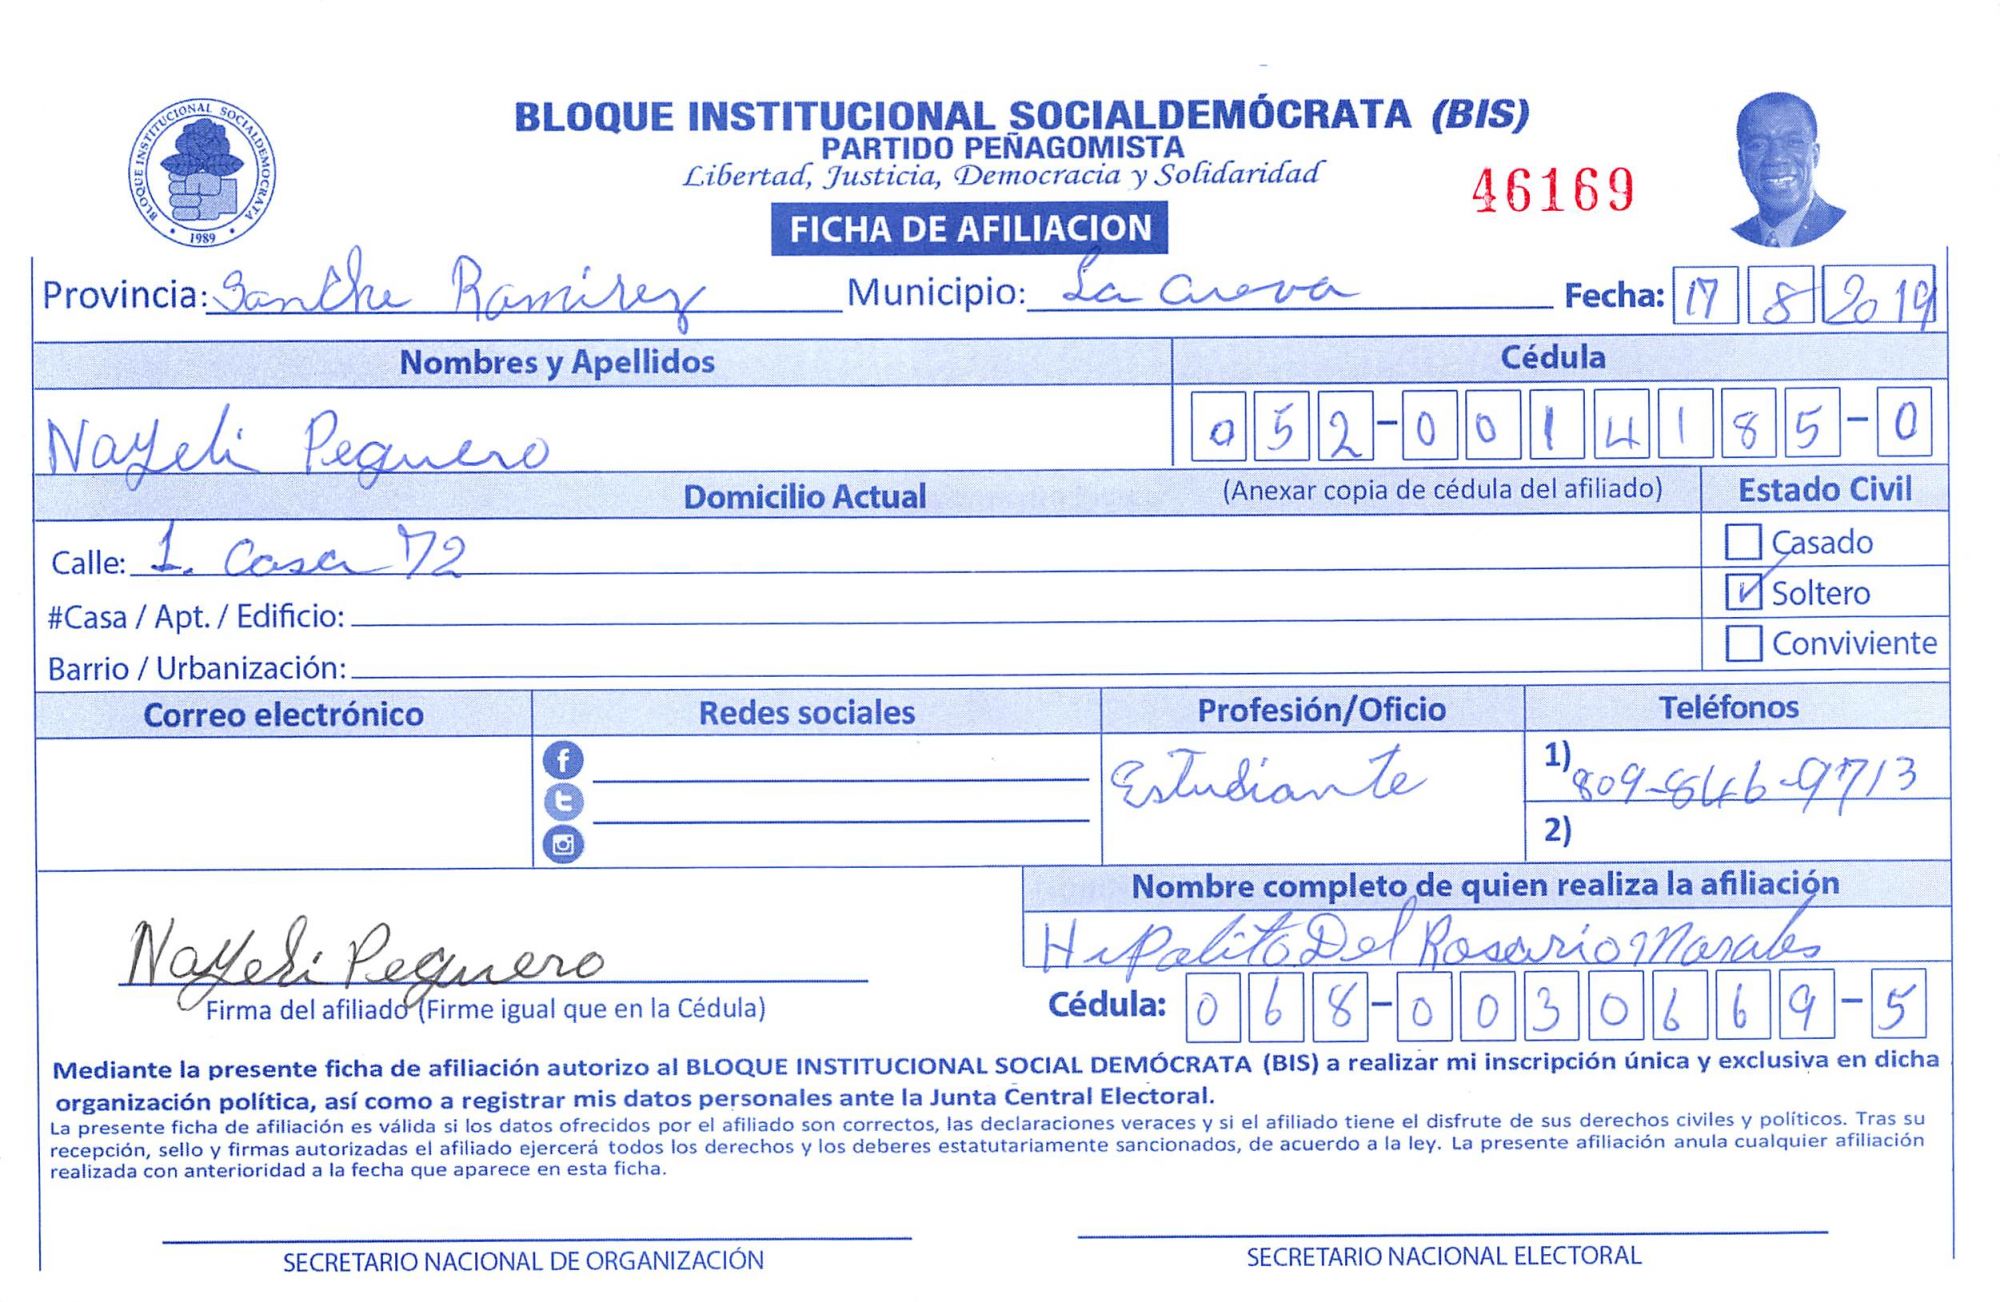 BLOQUE INSTITUCIONAL SOCIALDEMOCRATA
1989
BLOQUE INSTITUCIONAL SOCIALDEMÓCRATA (BIS)
PARTIDO PEÑAGOMISTA
Libertad, Justicia, Democracia y Solidaridad
46169
FICHA DE AFILIACION
Provincia: Sanche Ramirez Municipio: La cueva Fecha: 17 8 2019
Nombres y Apellidos Cédula
Nayeli Peguero 052-0014185-0
Domicilio Actual (Anexar copia de cédula del afiliado) Estado Civil
Calle: 1. Casa 72 Casado
#Casa / Apt. / Edificio: Soltero
Barrio / Urbanización: Conviviente
Correo electrónico Redes sociales Profesión/Oficio Teléfonos
Estudiante 1) 809-846-9713
2)
Nombre completo de quien realiza la afiliación
Nayeli Peguero Hipolito Del Rosario Morales
Firma del afiliado (Firme igual que en la Cédula) Cédula: 068-0030669-5
Mediante la presente ficha de afiliación autorizo al BLOQUE INSTITUCIONAL SOCIAL DEMÓCRATA (BIS) a realizar mi inscripción única y exclusiva en dicha
organización política, así como a registrar mis datos personales ante la Junta Central Electoral.
La presente ficha de afiliación es válida si los datos ofrecidos por el afiliado son correctos, las declaraciones veraces y si el afiliado tiene el disfrute de sus derechos civiles y políticos. Tras su
recepción, sello y firmas autorizadas el afiliado ejercerá todos los derechos y los deberes estatutariamente sancionados, de acuerdo a la ley. La presente afiliación anula cualquier afiliación
realizada con anterioridad a la fecha que aparece en esta ficha.
SECRETARIO NACIONAL DE ORGANIZACIÓN SECRETARIO NACIONAL ELECTORAL